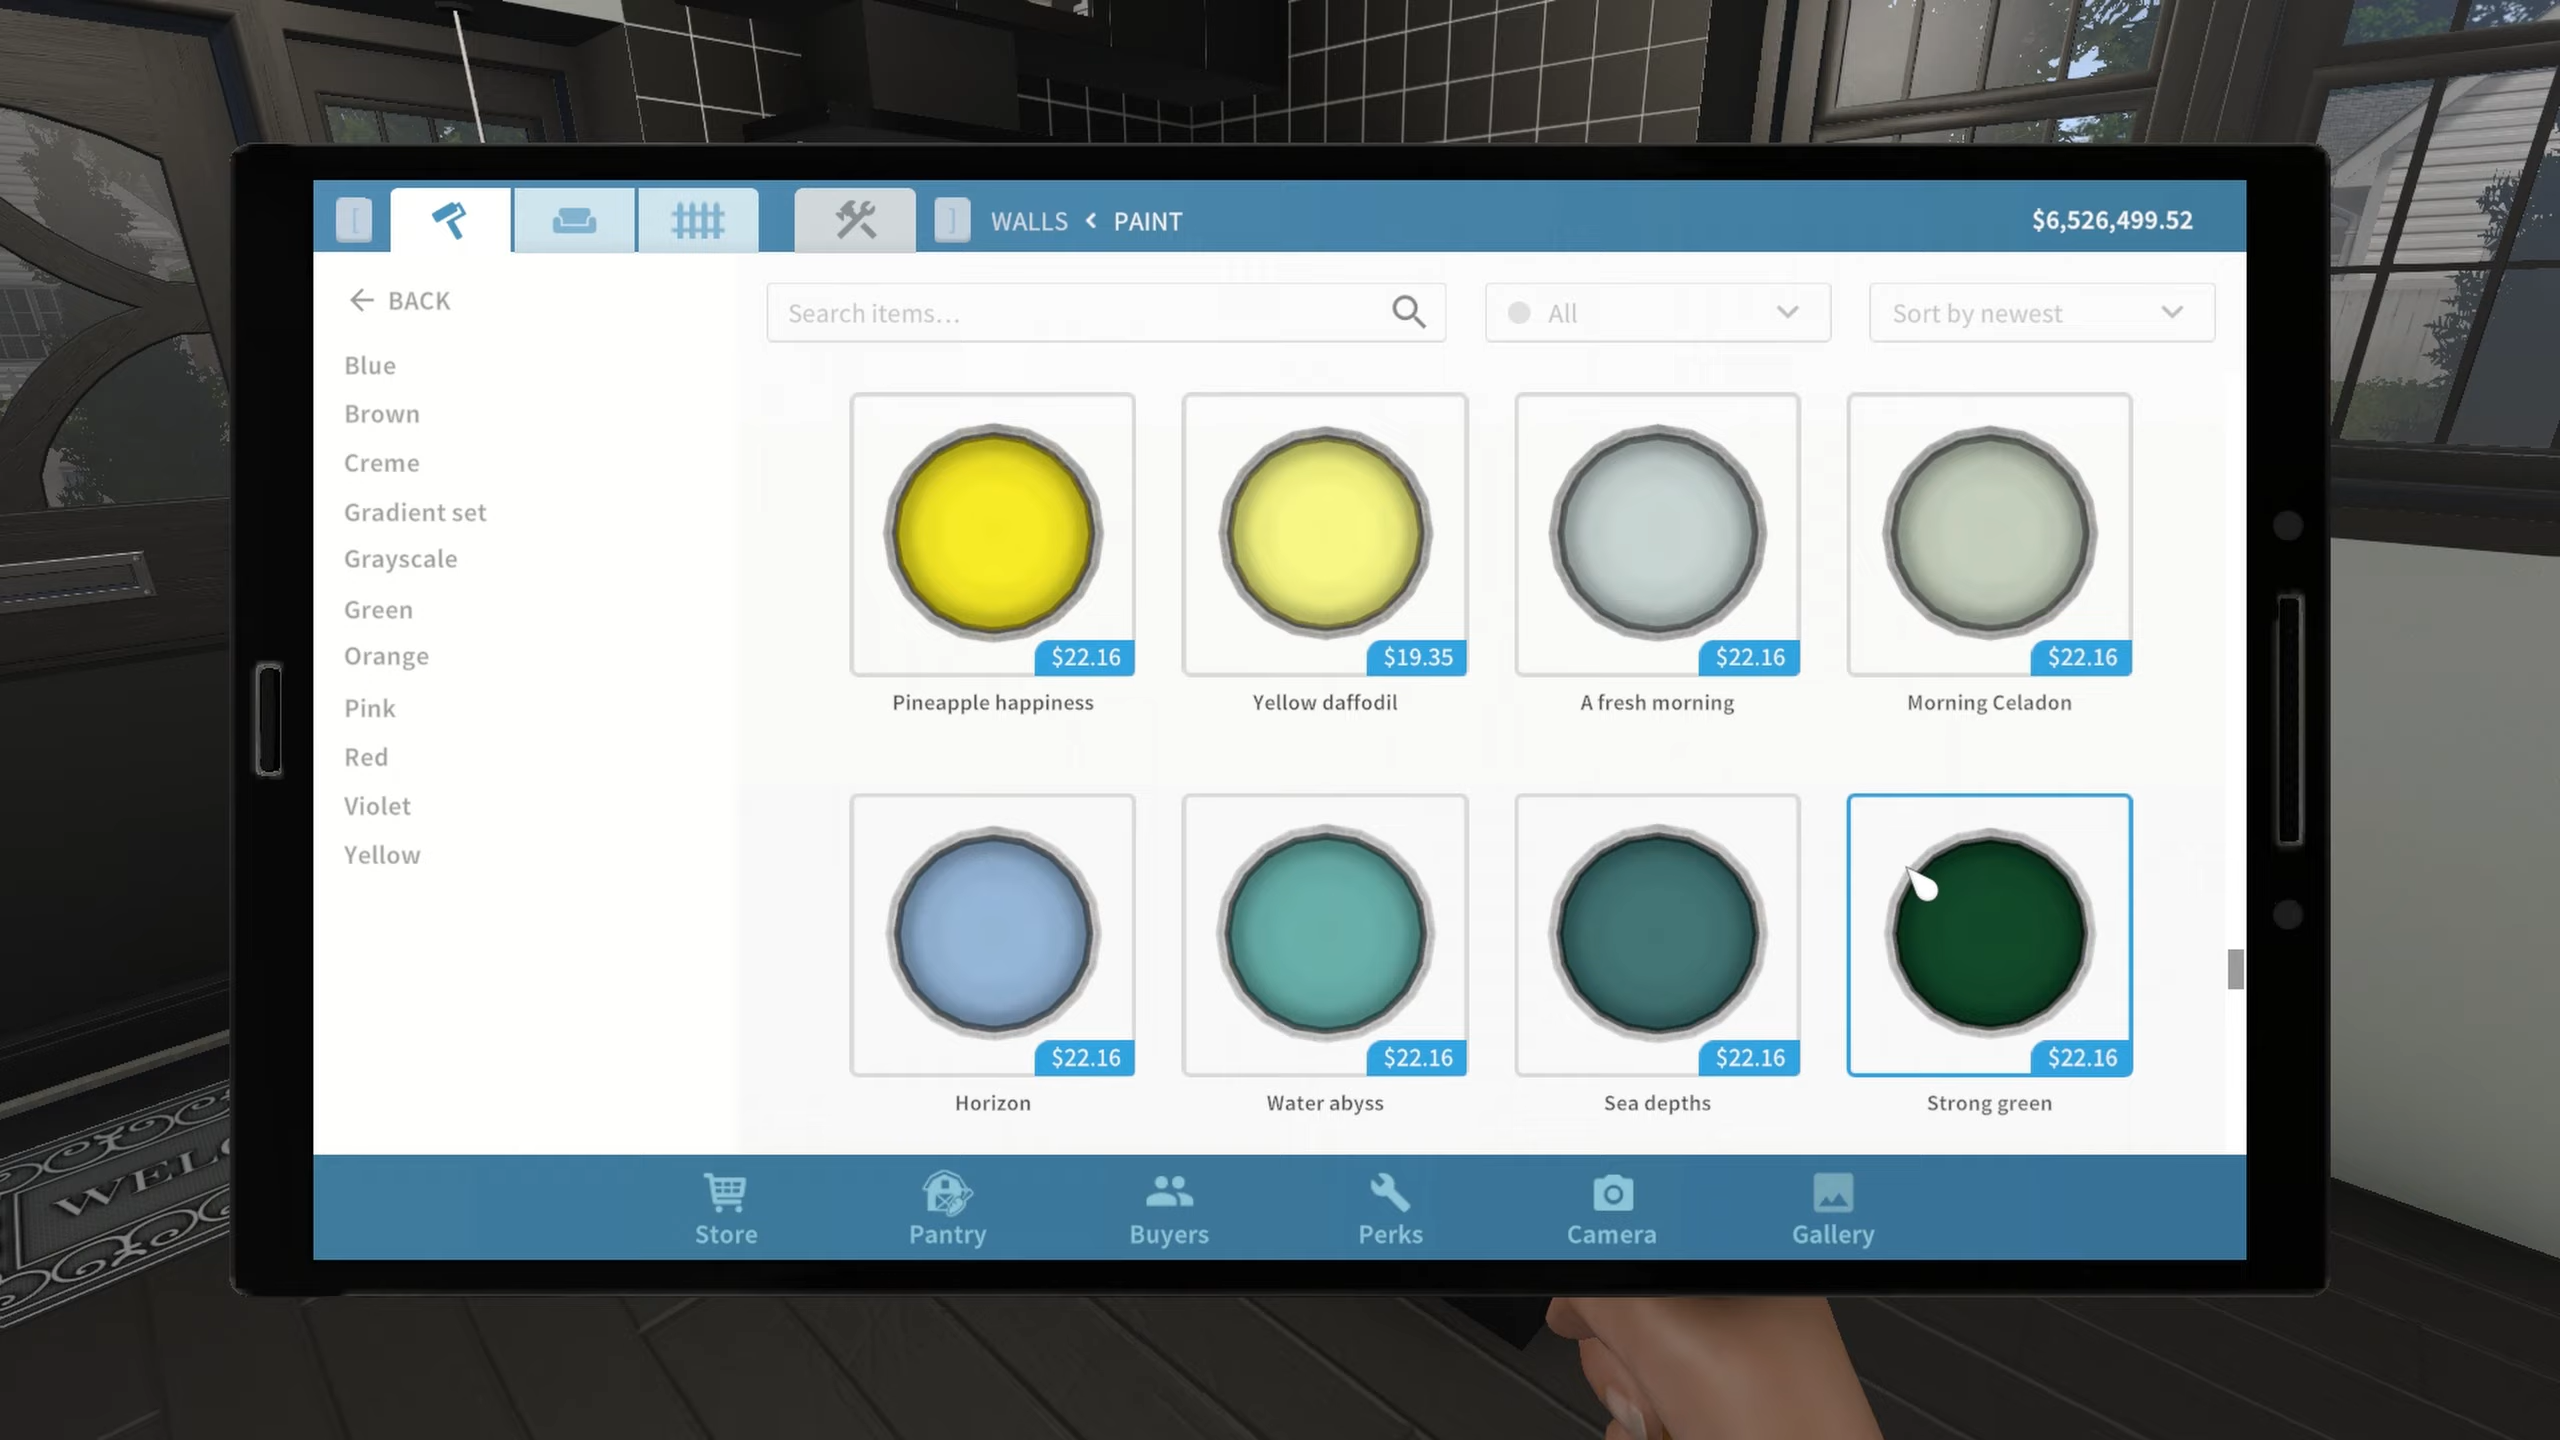 [
] WALLS < PAINT
$6,526,499.52
BACK
Search items...
All
Sort by newest
Blue
Brown
Creme
Gradient set
Grayscale
Green
Orange
Pink
Red
Violet
Yellow
$22.16
$19.35
$22.16
$22.16
Pineapple happiness
Yellow daffodil
A fresh morning
Morning Celadon
$22.16
$22.16
$22.16
$22.16
Horizon
Water abyss
Sea depths
Strong green
Store
Pantry
Buyers
Perks
Camera
Gallery